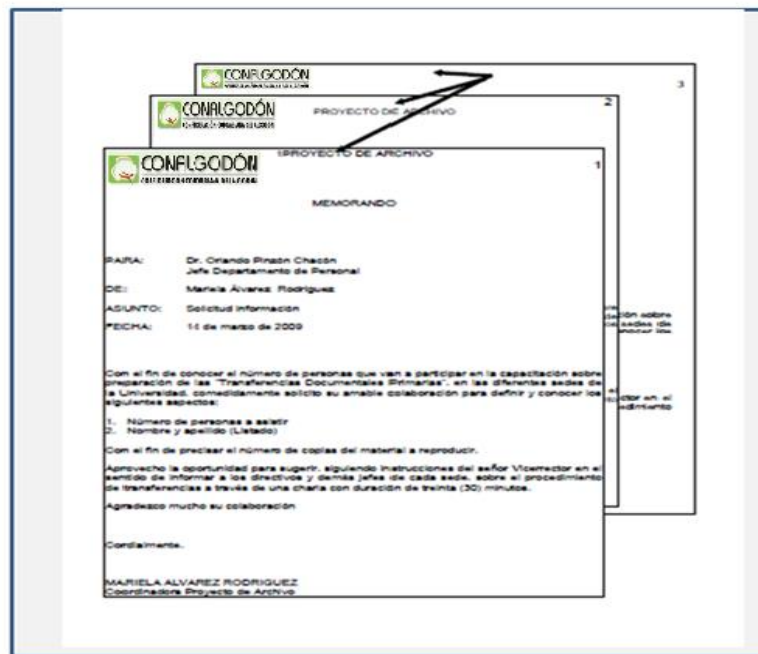 CONALGODÓN
3
CONALGODÓN
PROYECTO DE ARCHIVO
2
CONALGODÓN
PROYECTO DE ARCHIVO
1
MEMORANDO
PARA: Dr. Orlando Pinzón Chacón
Jefe Departamento de Personal
DE: Mariela Álvarez Rodríguez
ASUNTO: Solicitud información
FECHA: 14 de marzo de 2009
Con el fin de conocer el número de personas que van a participar en la capacitación sobre
preparación de las "Transferencias Documentales Primarias", en las diferentes sedes de
la Universidad, comedidamente solicito su amable colaboración para definir y conocer los
siguientes aspectos:
1. Número de personas a asistir
2. Nombre y apellido (Listado)
Con el fin de precisar el número de copias del material a reproducir.
Aprovecho la oportunidad para sugerir, siguiendo instrucciones del señor Vicerrector en el
sentido de informar a los directivos y demás jefes de cada sede, sobre el procedimiento
de transferencias a través de una charla con duración de treinta (30) minutos.
Agradezco mucho su colaboración
Cordialmente,
MARIELA ALVAREZ RODRIGUEZ
Coordinadora Proyecto de Archivo